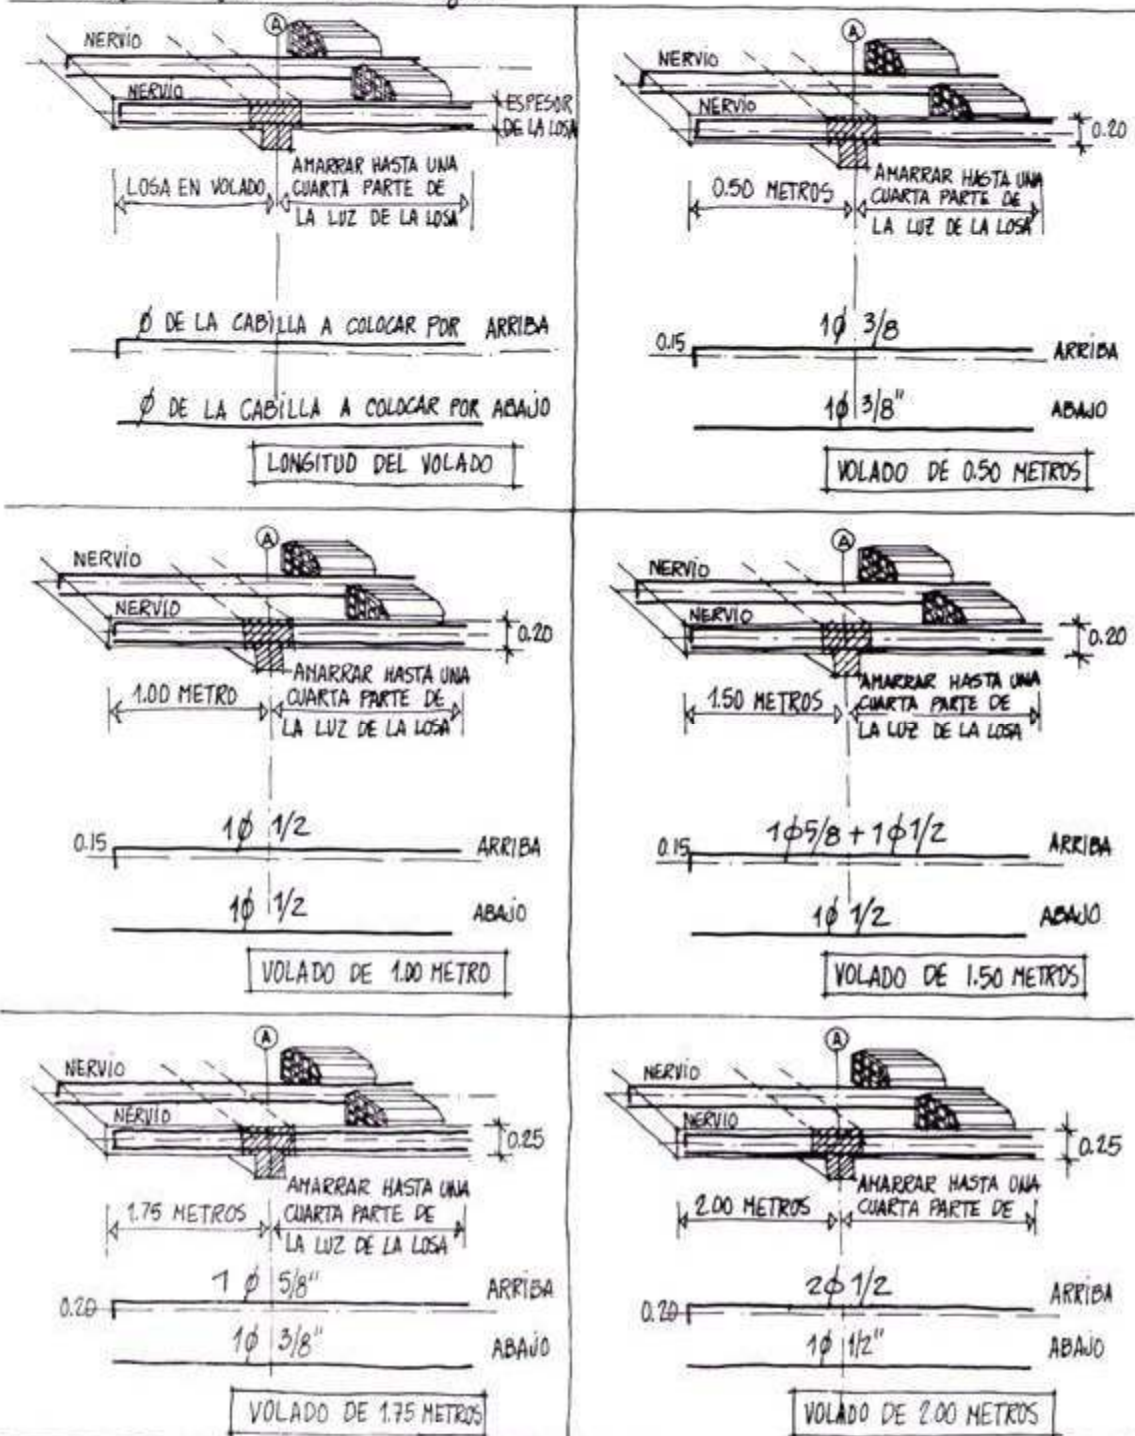 A
NERVIO
NERVIO
ESPESOR
DE LA LOSA
LOSA EN VOLADO
AMARRAR HASTA UNA
CUARTA PARTE DE
LA LUZ DE LA LOSA
Ø DE LA CABILLA A COLOCAR POR ARRIBA
Ø DE LA CABILLA A COLOCAR POR ABAJO
LONGITUD DEL VOLADO
A
NERVIO
NERVIO
0.20
0.50 METROS
AMARRAR HASTA UNA
CUARTA PARTE DE
LA LUZ DE LA LOSA
1Ø 3/8
0.15 ARRIBA
1Ø 3/8" ABAJO
VOLADO DE 0.50 METROS
A
NERVIO
NERVIO
0.20
1.00 METRO
AMARRAR HASTA UNA
CUARTA PARTE DE
LA LUZ DE LA LOSA
1Ø 1/2
0.15 ARRIBA
1Ø 1/2 ABAJO
VOLADO DE 1.00 METRO
A
NERVIO
NERVIO
0.20
1.50 METROS
AMARRAR HASTA UNA
CUARTA PARTE DE
LA LUZ DE LA LOSA
1Ø5/8 + 1Ø1/2
0.15 ARRIBA
1Ø 1/2 ABAJO
VOLADO DE 1.50 METROS
A
NERVIO
NERVIO
0.25
1.75 METROS
AMARRAR HASTA UNA
CUARTA PARTE DE
LA LUZ DE LA LOSA
1 Ø 5/8" ARRIBA
0.20
1Ø 3/8" ABAJO
VOLADO DE 1.75 METROS
A
NERVIO
NERVIO
0.25
2.00 METROS
AMARRAR HASTA UNA
CUARTA PARTE DE
2Ø 1/2 ARRIBA
0.20
1Ø 1/2" ABAJO
VOLADO DE 2.00 METROS